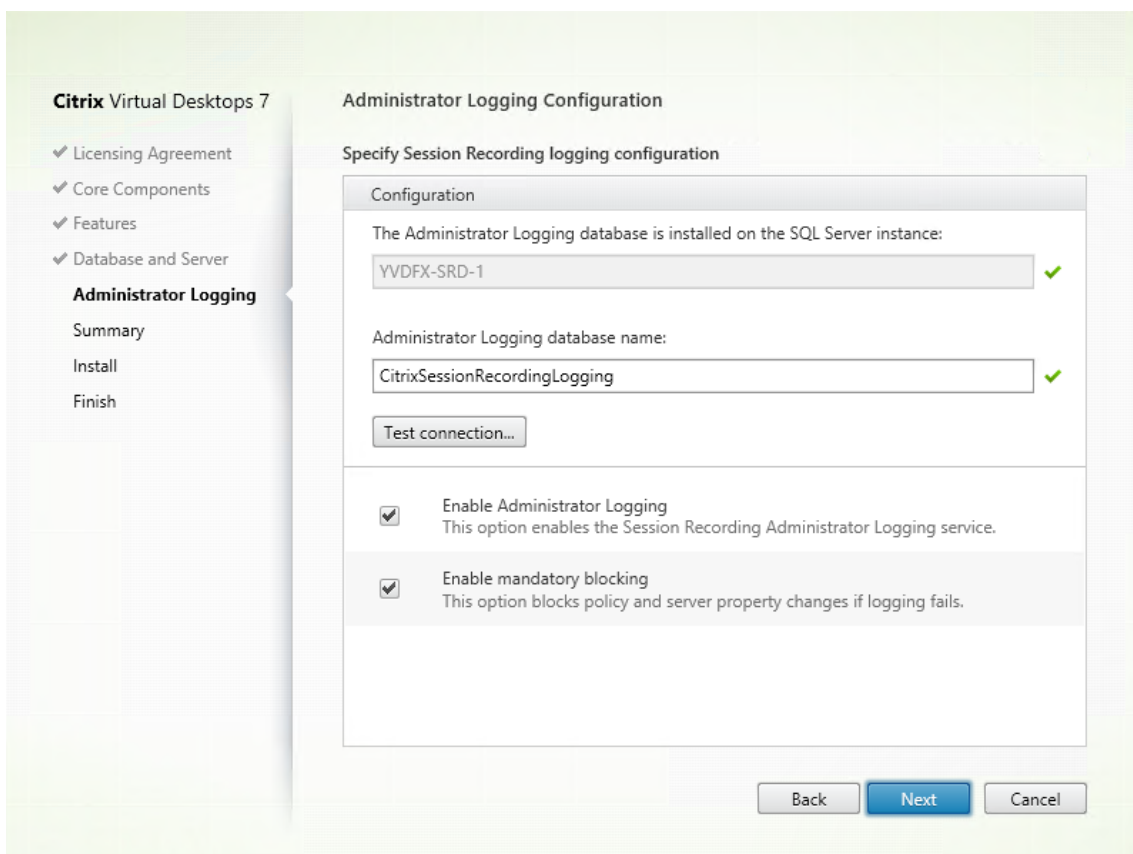 Citrix Virtual Desktops 7
Licensing Agreement
Core Components
Features
Database and Server
Administrator Logging
Summary
Install
Finish
Administrator Logging Configuration
Specify Session Recording logging configuration
Configuration
The Administrator Logging database is installed on the SQL Server instance:
YVDFX-SRD-1
Administrator Logging database name:
CitrixSessionRecordingLogging
Test connection...
Enable Administrator Logging
This option enables the Session Recording Administrator Logging service.
Enable mandatory blocking
This option blocks policy and server property changes if logging fails.
Back
Next
Cancel